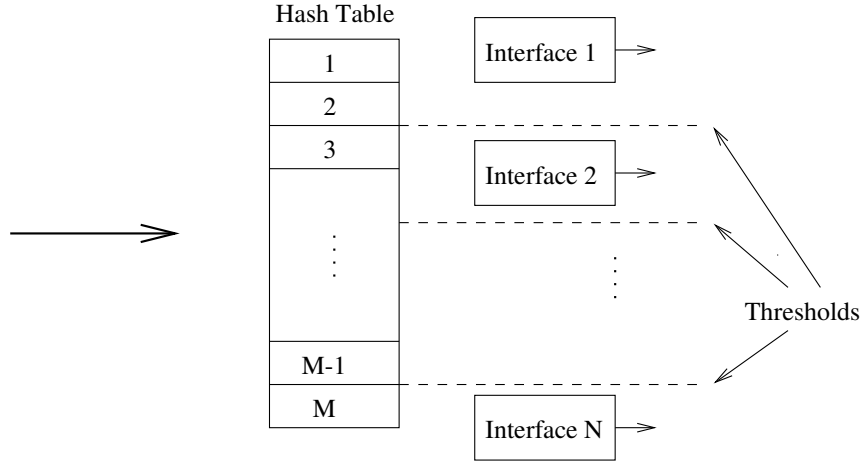 Hash Table
1
2
3
M-1
M
Interface 1
Interface 2
Interface N
Thresholds